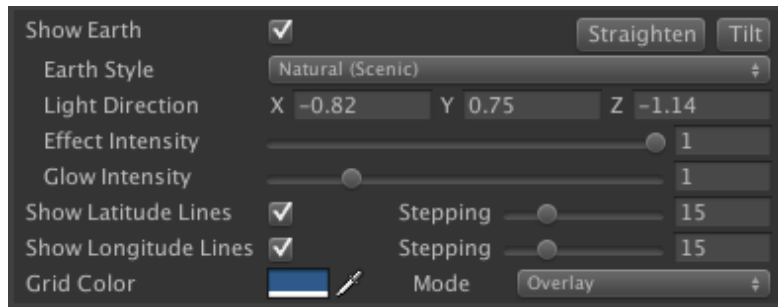 Show Earth Straighten Tilt
Earth Style Natural (Scenic)
Light Direction X -0.82 Y 0.75 Z -1.14
Effect Intensity 1
Glow Intensity 1
Show Latitude Lines Stepping 15
Show Longitude Lines Stepping 15
Grid Color Mode Overlay